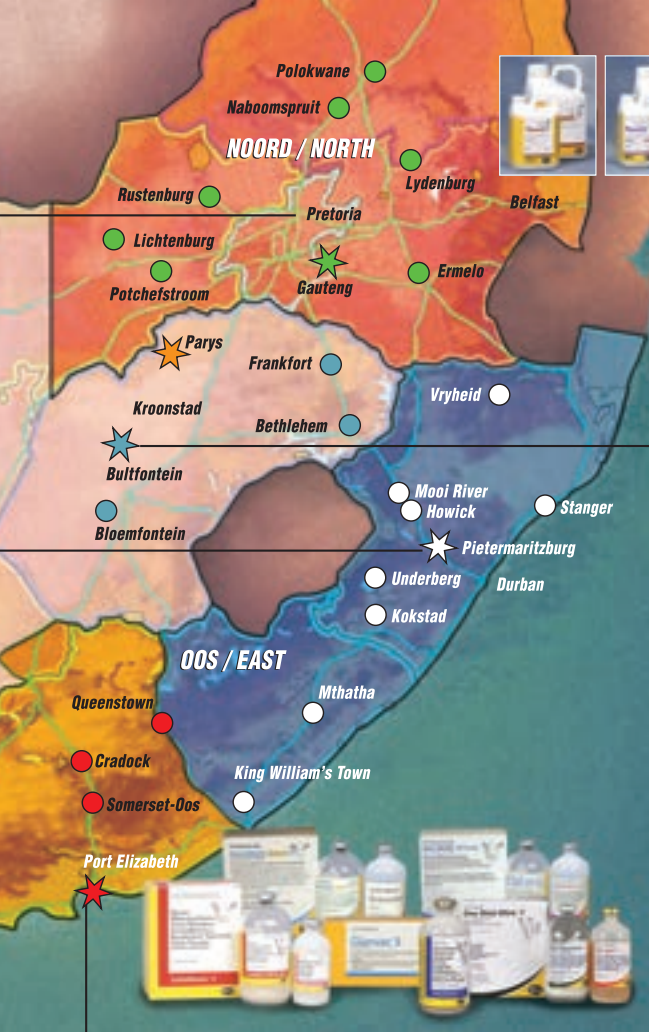 Polokwane
Naboomspruit
NOORD / NORTH
Lydenburg
Rustenburg
Belfast
Pretoria
Lichtenburg
Ermelo
Potchefstroom
Gauteng
Parys
Frankfort
Vryheid
Kroonstad
Bethlehem
Bultfontein
Mooi River
Howick
Stanger
Bloemfontein
Pietermaritzburg
Underberg
Durban
Kokstad
OOS / EAST
Mthatha
Queenstown
Cradock
King William's Town
Somerset-Oos
Port Elizabeth